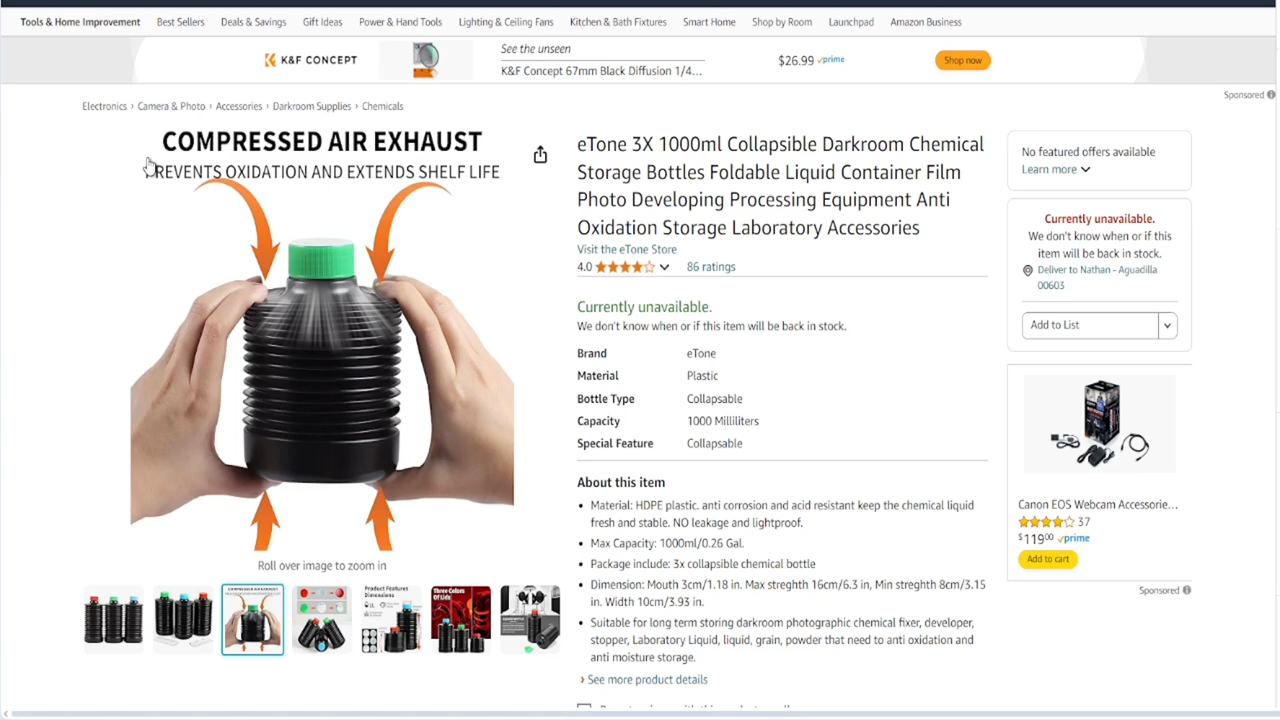 Tools & Home Improvement Best Sellers Deals & Savings Gift Ideas Power & Hand Tools Lighting & Ceiling Fans Kitchen & Bath Fixtures Smart Home Shop by Room Launchpad Amazon Business
K&F CONCEPT
See the unseen
K&F Concept 67mm Black Diffusion 1/4...
$26.99 prime
Shop now
Sponsored
Electronics › Camera & Photo › Accessories › Darkroom Supplies › Chemicals
COMPRESSED AIR EXHAUST
PREVENTS OXIDATION AND EXTENDS SHELF LIFE
Roll over image to zoom in
Product Features
Dimensions
Three Colors
Of Lids
eTone 3X 1000ml Collapsible Darkroom Chemical
Storage Bottles Foldable Liquid Container Film
Photo Developing Processing Equipment Anti
Oxidation Storage Laboratory Accessories
Visit the eTone Store
4.0 86 ratings
Currently unavailable.
We don't know when or if this item will be back in stock.
Brand eTone
Material Plastic
Bottle Type Collapsable
Capacity 1000 Milliliters
Special Feature Collapsable
About this item
• Material: HDPE plastic. anti corrosion and acid resistant keep the chemical liquid
fresh and stable. NO leakage and lightproof.
• Max Capacity: 1000ml/0.26 Gal.
• Package include: 3x collapsible chemical bottle
• Dimension: Mouth 3cm/1.18 in. Max streghth 16cm/6.3 in, Min streghth 8cm/3.15
in. Width 10cm/3.93 in.
• Suitable for long term storing darkroom photographic chemical fixer, developer,
stopper, Laboratory Liquid, liquid, grain, powder that need to anti oxidation and
anti moisture storage.
› See more product details
No featured offers available
Learn more
Currently unavailable.
We don't know when or if this
item will be back in stock.
Deliver to Nathan - Aguadilla
00603
Add to List
Canon EOS Webcam Accessorie...
37
$11900 prime
Add to cart
Sponsored